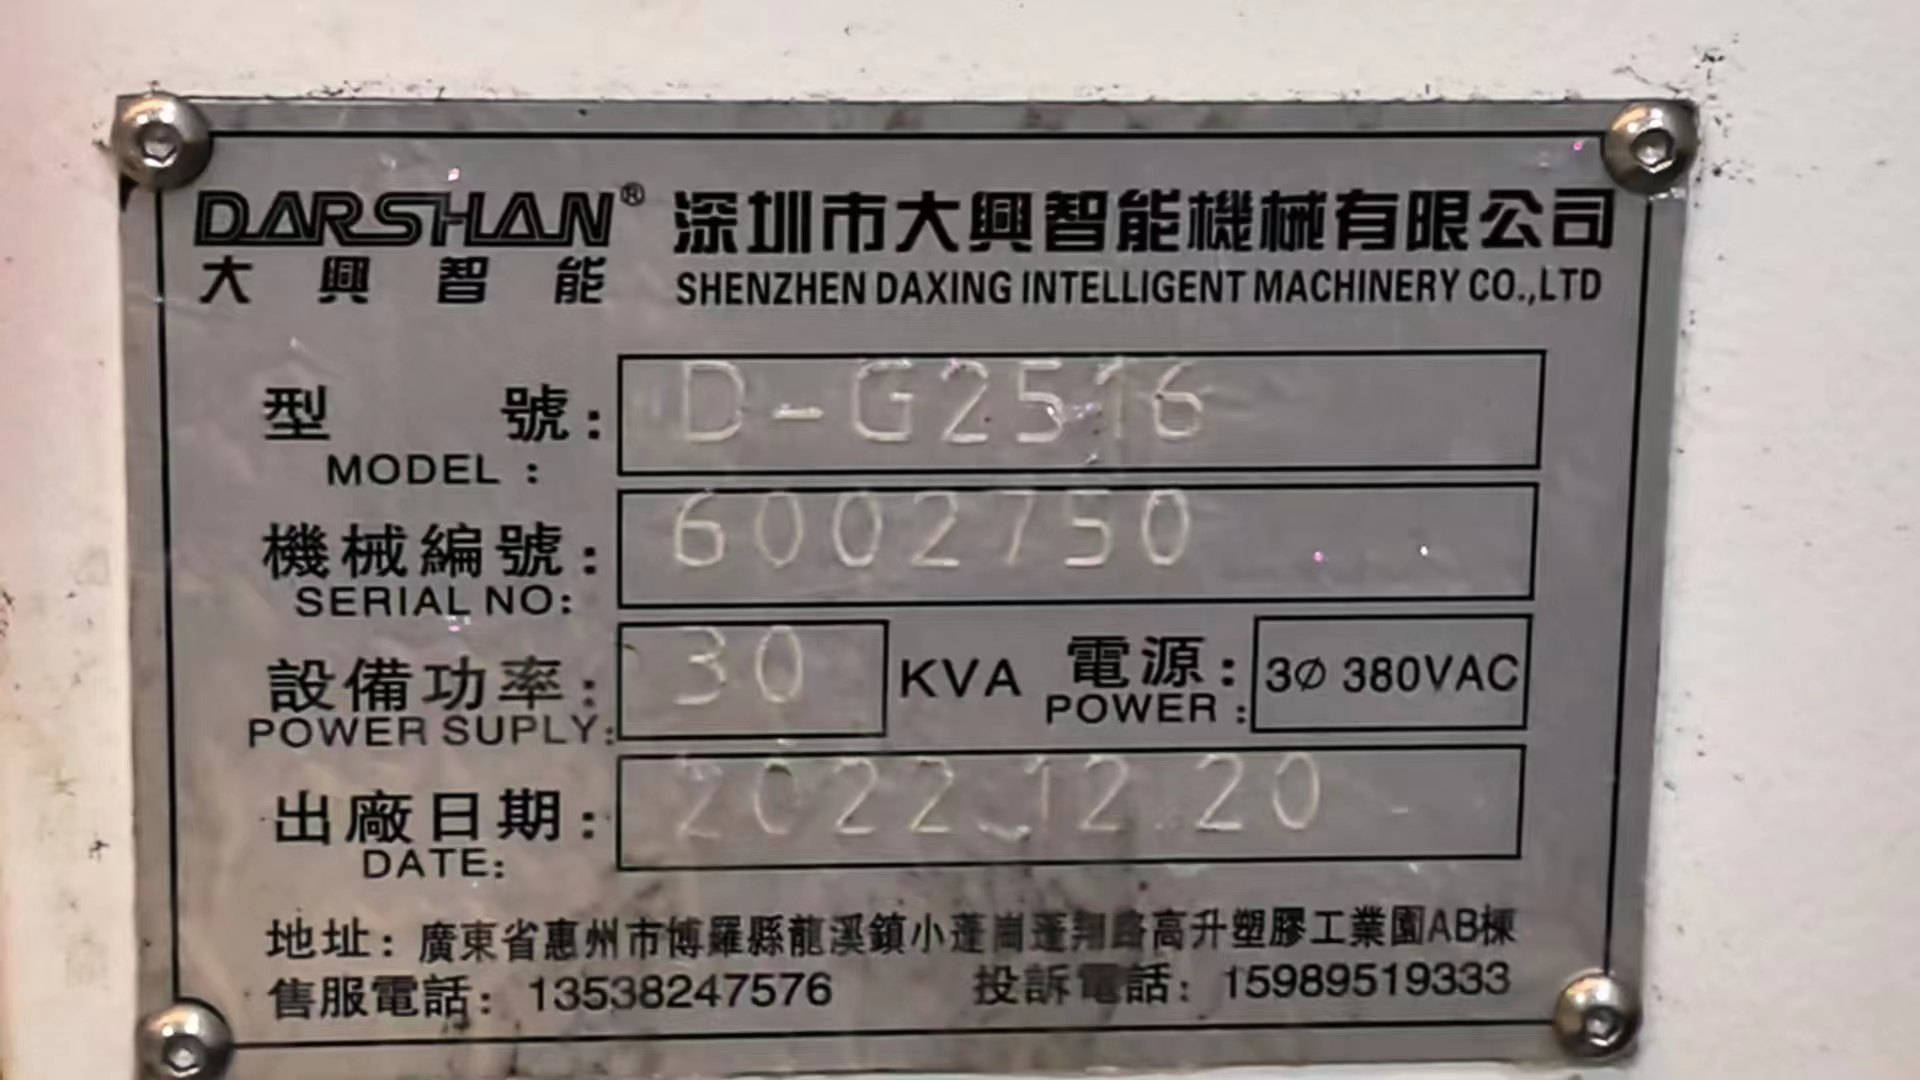 DARSHAN® 深圳市大興智能機械有限公司
大興智能 SHENZHEN DAXING INTELLIGENT MACHINERY CO.,LTD
型 號: D-G2516
MODEL :
機械編號: 6002750
SERIAL NO:
設備功率: 30 KVA 電源: 3∅ 380VAC
POWER SUPLY: POWER :
出廠日期: 2022.12.20
DATE:
地址: 廣東省惠州市博羅縣龍溪鎮小蓬崗蓬翔路高升塑膠工業園AB棟
售服電話: 13538247576 投訴電話: 15989519333